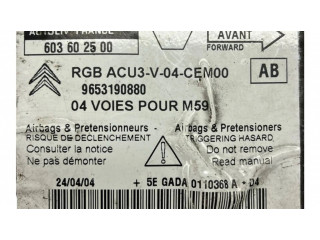 AUTOLIV FRANCE
603 60 25 00
AVANT
FORWARD
RGB ACU3-V-04-CEM00
AB
9653190880
04 VOIES POUR M59
Airbags & Pretensionneurs
RISQUE DE DECLENCHEMENT
Consulter la notice
Ne pas démonter
Airbags & Pretensioners
TRIGGERING HASARD
Do not remove
Read manual
24/04/04 + 5E GADA 0110368 A - 04